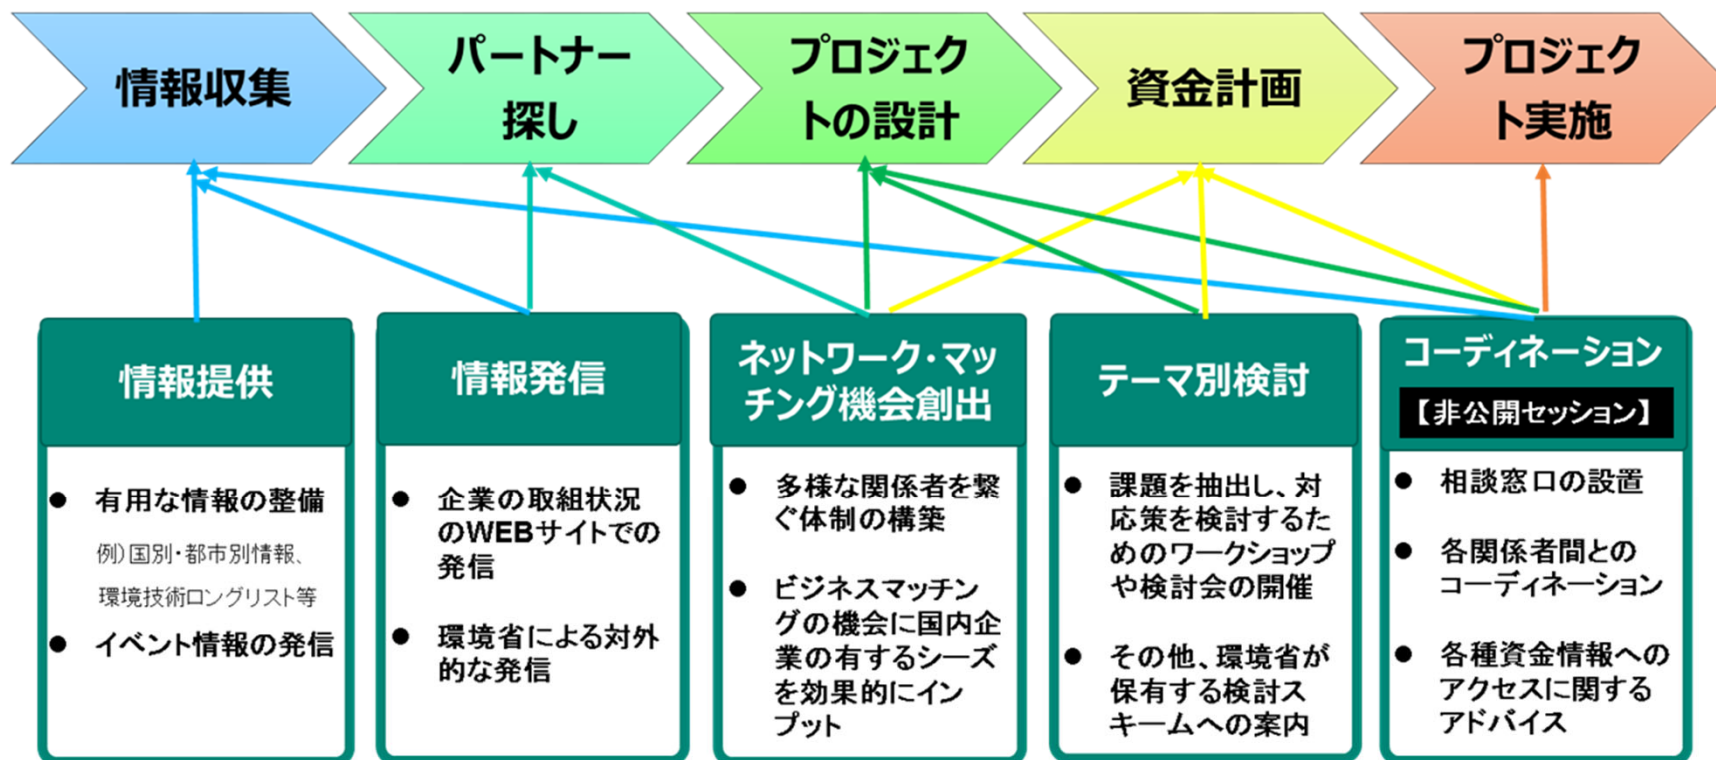 情報収集
パートナー
探し
プロジェク
トの設計
資金計画
プロジェク
ト実施
情報提供
● 有用な情報の整備
例)国別・都市別情報、
環境技術ロングリスト等
● イベント情報の発信
情報発信
● 企業の取組状況
のWEBサイトでの
発信
● 環境省による対外
的な発信
ネットワーク・マッ
チング機会創出
● 多様な関係者を繋
ぐ体制の構築
● ビジネスマッチン
グの機会に国内企
業の有するシーズ
を効果的にイン
プット
テーマ別検討
● 課題を抽出し、対
応策を検討するた
めのワークショップ
や検討会の開催
● その他、環境省が
保有する検討ス
キームへの案内
コーディネーション
【非公開セッション】
● 相談窓口の設置
● 各関係者間との
コーディネーション
● 各種資金情報への
アクセスに関する
アドバイス